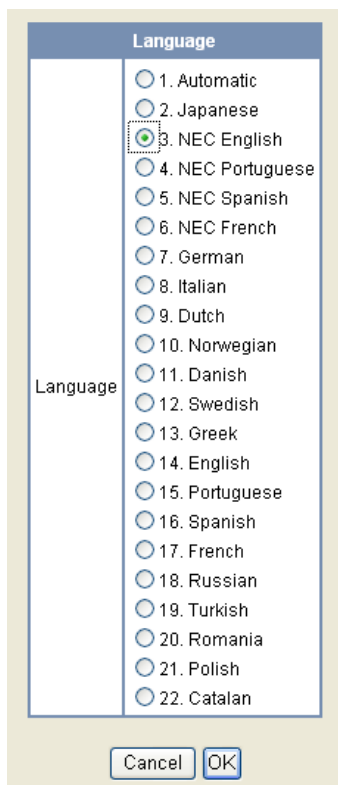 Language
Language
1. Automatic
2. Japanese
3. NEC English
4. NEC Portuguese
5. NEC Spanish
6. NEC French
7. German
8. Italian
9. Dutch
10. Norwegian
11. Danish
12. Swedish
13. Greek
14. English
15. Portuguese
16. Spanish
17. French
18. Russian
19. Turkish
20. Romania
21. Polish
22. Catalan
Cancel OK